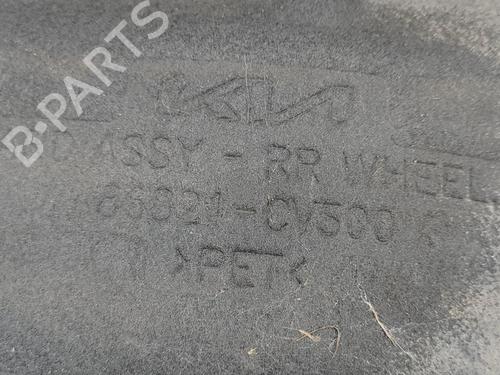 B-PARTS
KIA
D ASSY - RR WHEEL
86821-CV500
>PET<